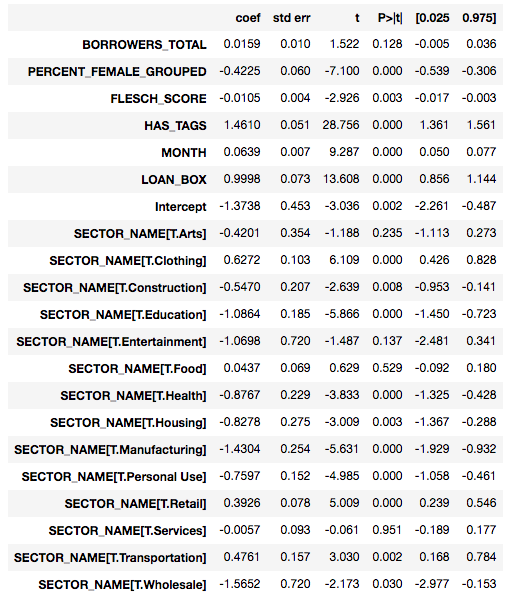 coef std err t P>|t| [0.025 0.975]
BORROWERS_TOTAL 0.0159 0.010 1.522 0.128 -0.005 0.036
PERCENT_FEMALE_GROUPED -0.4225 0.060 -7.100 0.000 -0.539 -0.306
FLESCH_SCORE -0.0105 0.004 -2.926 0.003 -0.017 -0.003
HAS_TAGS 1.4610 0.051 28.756 0.000 1.361 1.561
MONTH 0.0639 0.007 9.287 0.000 0.050 0.077
LOAN_BOX 0.9998 0.073 13.608 0.000 0.856 1.144
Intercept -1.3738 0.453 -3.036 0.002 -2.261 -0.487
SECTOR_NAME[T.Arts] -0.4201 0.354 -1.188 0.235 -1.113 0.273
SECTOR_NAME[T.Clothing] 0.6272 0.103 6.109 0.000 0.426 0.828
SECTOR_NAME[T.Construction] -0.5470 0.207 -2.639 0.008 -0.953 -0.141
SECTOR_NAME[T.Education] -1.0864 0.185 -5.866 0.000 -1.450 -0.723
SECTOR_NAME[T.Entertainment] -1.0698 0.720 -1.487 0.137 -2.481 0.341
SECTOR_NAME[T.Food] 0.0437 0.069 0.629 0.529 -0.092 0.180
SECTOR_NAME[T.Health] -0.8767 0.229 -3.833 0.000 -1.325 -0.428
SECTOR_NAME[T.Housing] -0.8278 0.275 -3.009 0.003 -1.367 -0.288
SECTOR_NAME[T.Manufacturing] -1.4304 0.254 -5.631 0.000 -1.929 -0.932
SECTOR_NAME[T.Personal Use] -0.7597 0.152 -4.985 0.000 -1.058 -0.461
SECTOR_NAME[T.Retail] 0.3926 0.078 5.009 0.000 0.239 0.546
SECTOR_NAME[T.Services] -0.0057 0.093 -0.061 0.951 -0.189 0.177
SECTOR_NAME[T.Transportation] 0.4761 0.157 3.030 0.002 0.168 0.784
SECTOR_NAME[T.Wholesale] -1.5652 0.720 -2.173 0.030 -2.977 -0.153